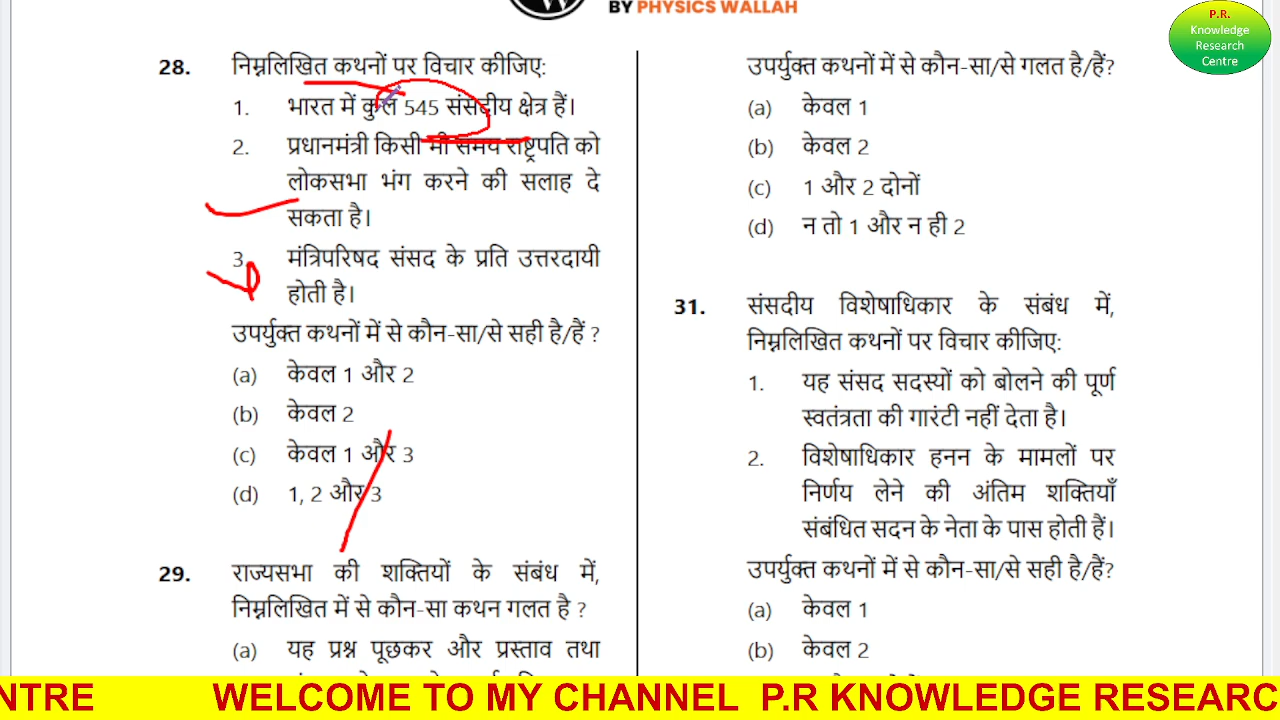 BY PHYSICS WALLAH
P.R.
Knowledge
Research
Centre
28. निम्नलिखित कथनों पर विचार कीजिए:
1. भारत में कुल 545 संसदीय क्षेत्र हैं।
2. प्रधानमंत्री किसी भी समय राष्ट्रपति को
लोकसभा भंग करने की सलाह दे
सकता है।
3. मंत्रिपरिषद संसद के प्रति उत्तरदायी
होती है।
उपर्युक्त कथनों में से कौन-सा/से सही है/हैं ?
(a) केवल 1 और 2
(b) केवल 2
(c) केवल 1 और 3
(d) 1, 2 और 3
29. राज्यसभा की शक्तियों के संबंध में,
निम्नलिखित में से कौन-सा कथन गलत है ?
(a) यह प्रश्न पूछकर और प्रस्ताव तथा
उपर्युक्त कथनों में से कौन-सा/से गलत है/हैं?
(a) केवल 1
(b) केवल 2
(c) 1 और 2 दोनों
(d) न तो 1 और न ही 2
31. संसदीय विशेषाधिकार के संबंध में,
निम्नलिखित कथनों पर विचार कीजिए:
1. यह संसद सदस्यों को बोलने की पूर्ण
स्वतंत्रता की गारंटी नहीं देता है।
2. विशेषाधिकार हनन के मामलों पर
निर्णय लेने की अंतिम शक्तियाँ
संबंधित सदन के नेता के पास होती हैं।
उपर्युक्त कथनों में से कौन-सा/से सही है/हैं?
(a) केवल 1
(b) केवल 2
NTRE WELCOME TO MY CHANNEL P.R KNOWLEDGE RESEARC